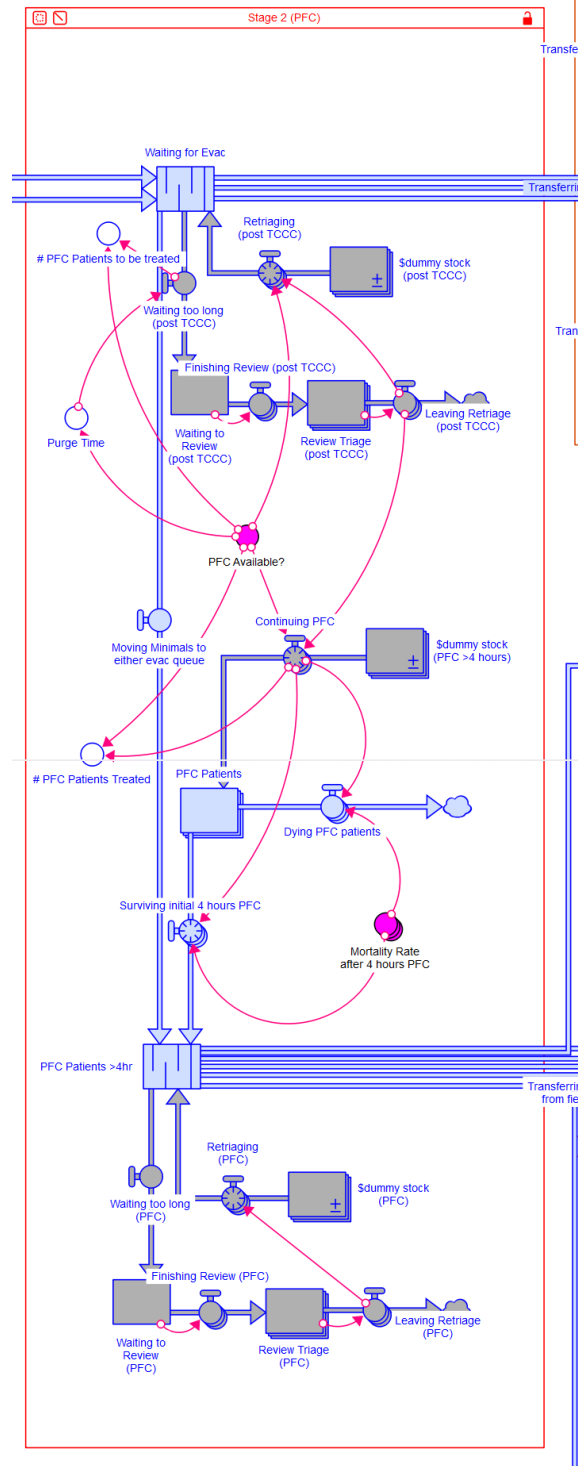 Stage 2 (PFC)
Transfe
Waiting for Evac
Transferrin
Retriaging
(post TCCC)
# PFC Patients to be treated
$dummy stock
(post TCCC)
±
Waiting too long
(post TCCC)
Tran
Finishing Review (post TCCC)
Waiting to
Review
(post TCCC)
Review Triage
(post TCCC)
Leaving Retriage
(post TCCC)
Purge Time
PFC Available?
Continuing PFC
Moving Minimals to
either evac queue
$dummy stock
(PFC >4 hours)
±
# PFC Patients Treated
PFC Patients
Dying PFC patients
Surviving initial 4 hours PFC
Mortality Rate
after 4 hours PFC
PFC Patients >4hr
Transferrin
from fie
Retriaging
(PFC)
Waiting too long
(PFC)
$dummy stock
(PFC)
±
Finishing Review (PFC)
Waiting to
Review
(PFC)
Review Triage
(PFC)
Leaving Retriage
(PFC)